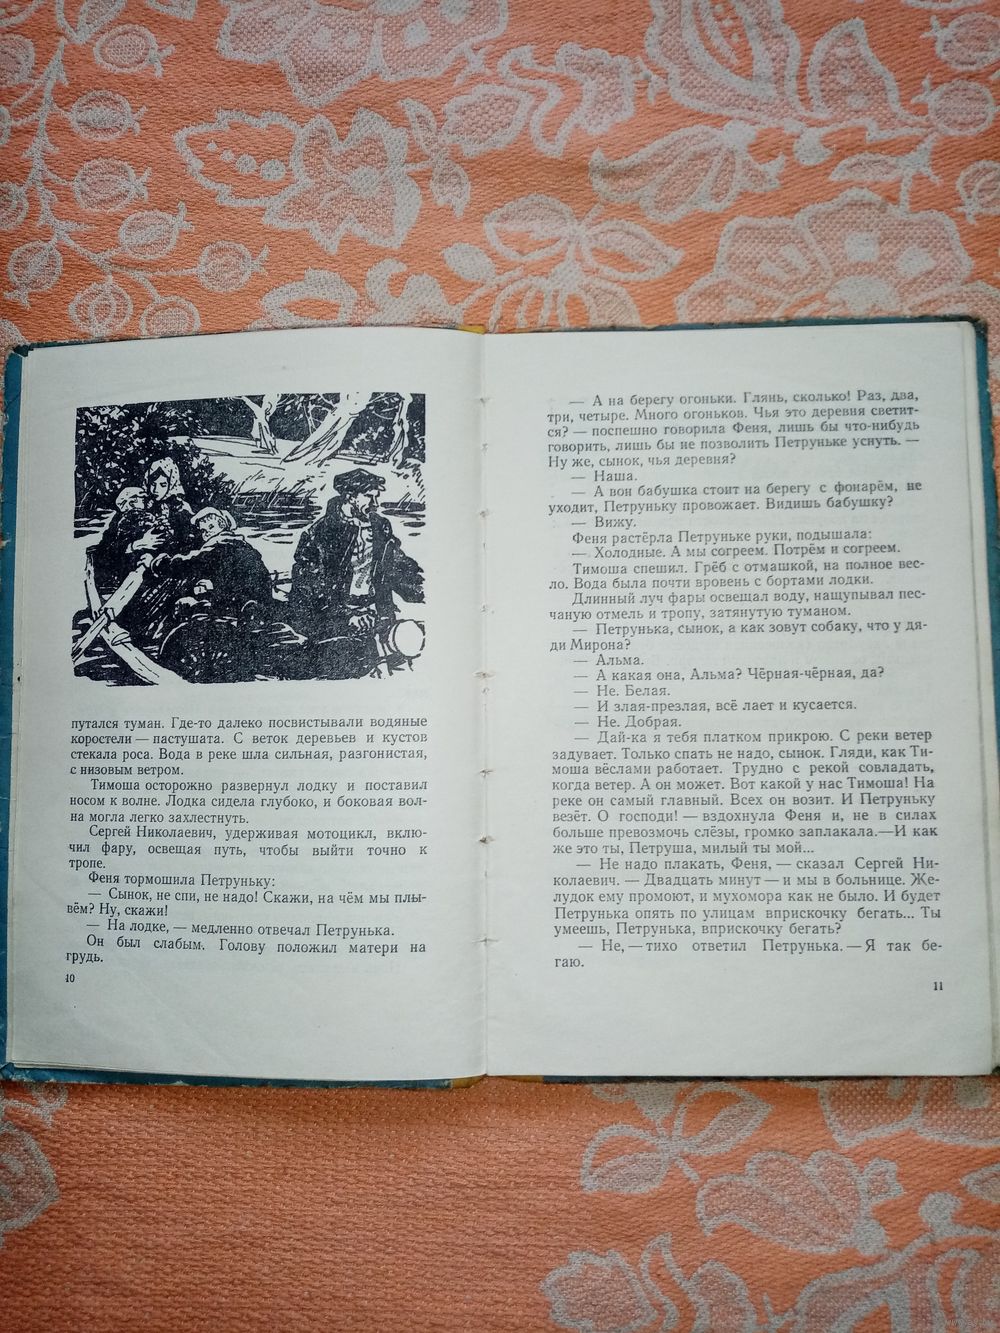 путался туман. Где-то далеко посвистывали водяные
коростели — пастушата. С веток деревьев и кустов
стекала роса. Вода в реке шла сильная, разгонистая,
с низовым ветром.
Тимоша осторожно развернул лодку и поставил
носом к волне. Лодка сидела глубоко, и боковая вол-
на могла легко захлестнуть.
Сергей Николаевич, удерживая мотоцикл, вклю-
чил фару, освещая путь, чтобы выйти точно к
тропе.
Феня тормошила Петруньку:
— Сынок, не спи, не надо! Скажи, на чём мы плы-
вём? Ну, скажи!
— На лодке, — медленно отвечал Петрунька.
Он был слабым. Голову положил матери на
грудь.
10
— А на берегу огоньки. Глянь, сколько! Раз, два,
три, четыре. Много огоньков. Чья это деревня светит-
ся? — поспешно говорила Феня, лишь бы что-нибудь
говорить, лишь бы не позволить Петруньке уснуть. —
Ну же, сынок, чья деревня?
— Наша.
— А вон бабушка стоит на берегу с фонарём, не
уходит, Петруньку провожает. Видишь бабушку?
— Вижу.
Феня растёрла Петруньке руки, подышала:
— Холодные. А мы согреем. Потрём и согреем.
Тимоша спешил. Грёб с отмашкой, на полное вес-
ло. Вода была почти вровень с бортами лодки.
Длинный луч фары освещал воду, нащупывал пес-
чаную отмель и тропу, затянутую туманом.
— Петрунька, сынок, а как зовут собаку, что у дя-
ди Мирона?
— Альма.
— А какая она, Альма? Чёрная-чёрная, да?
— Не. Белая.
— И злая-презлая, всё лает и кусается.
— Не. Добрая.
— Дай-ка я тебя платком прикрою. С реки ветер
задувает. Только спать не надо, сынок. Гляди, как Ти-
моша вёслами работает. Трудно с рекой совладать,
когда ветер. А он может. Вот какой у нас Тимоша! На
реке он самый главный. Всех он возит. И Петруньку
везёт. О господи! — вздохнула Феня и, не в силах
больше превозмочь слёзы, громко заплакала.— И как
же это ты, Петруша, милый ты мой...
— Не надо плакать, Феня, — сказал Сергей Ни-
колаевич. — Двадцать минут — и мы в больнице. Же-
лудок ему промоют, и мухомора как не было. И будет
Петрунька опять по улицам вприскочку бегать... Ты
умеешь, Петрунька, вприскочку бегать?
— Не, — тихо ответил Петрунька. — Я так бе-
гаю.
11